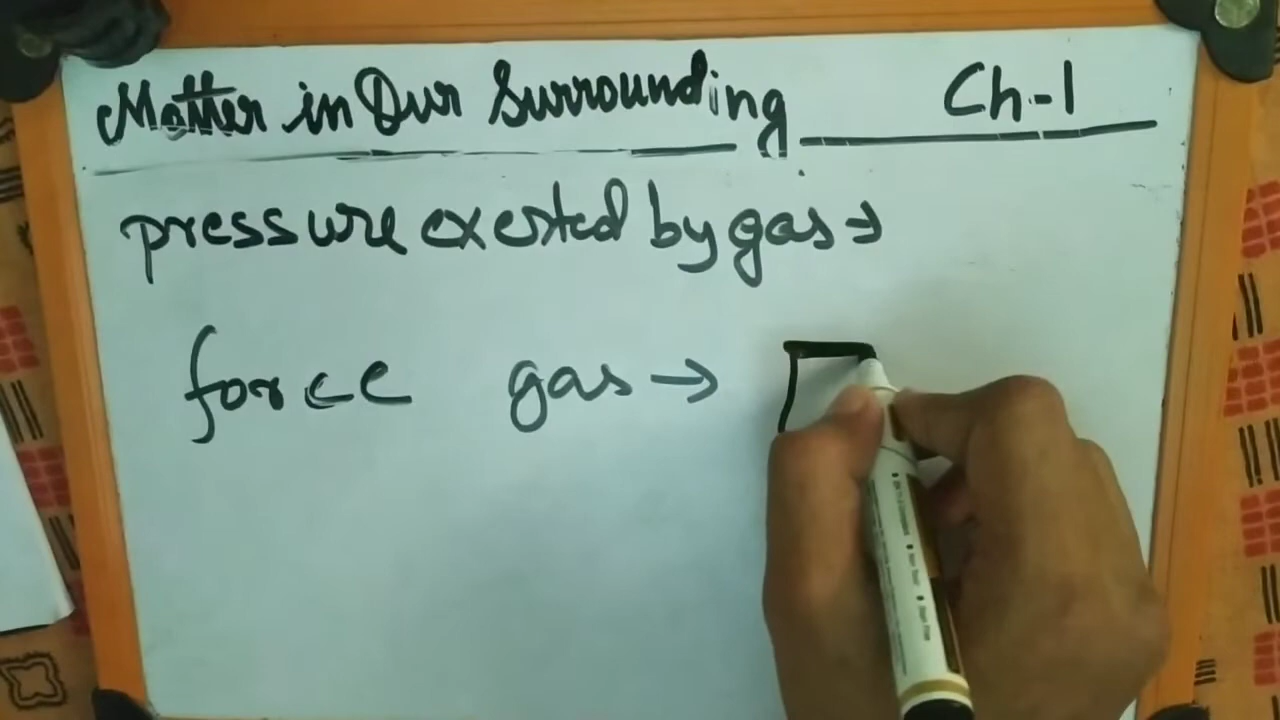 Matter in Our Surrounding Ch-1
pressure exerted by gas →
force gas →